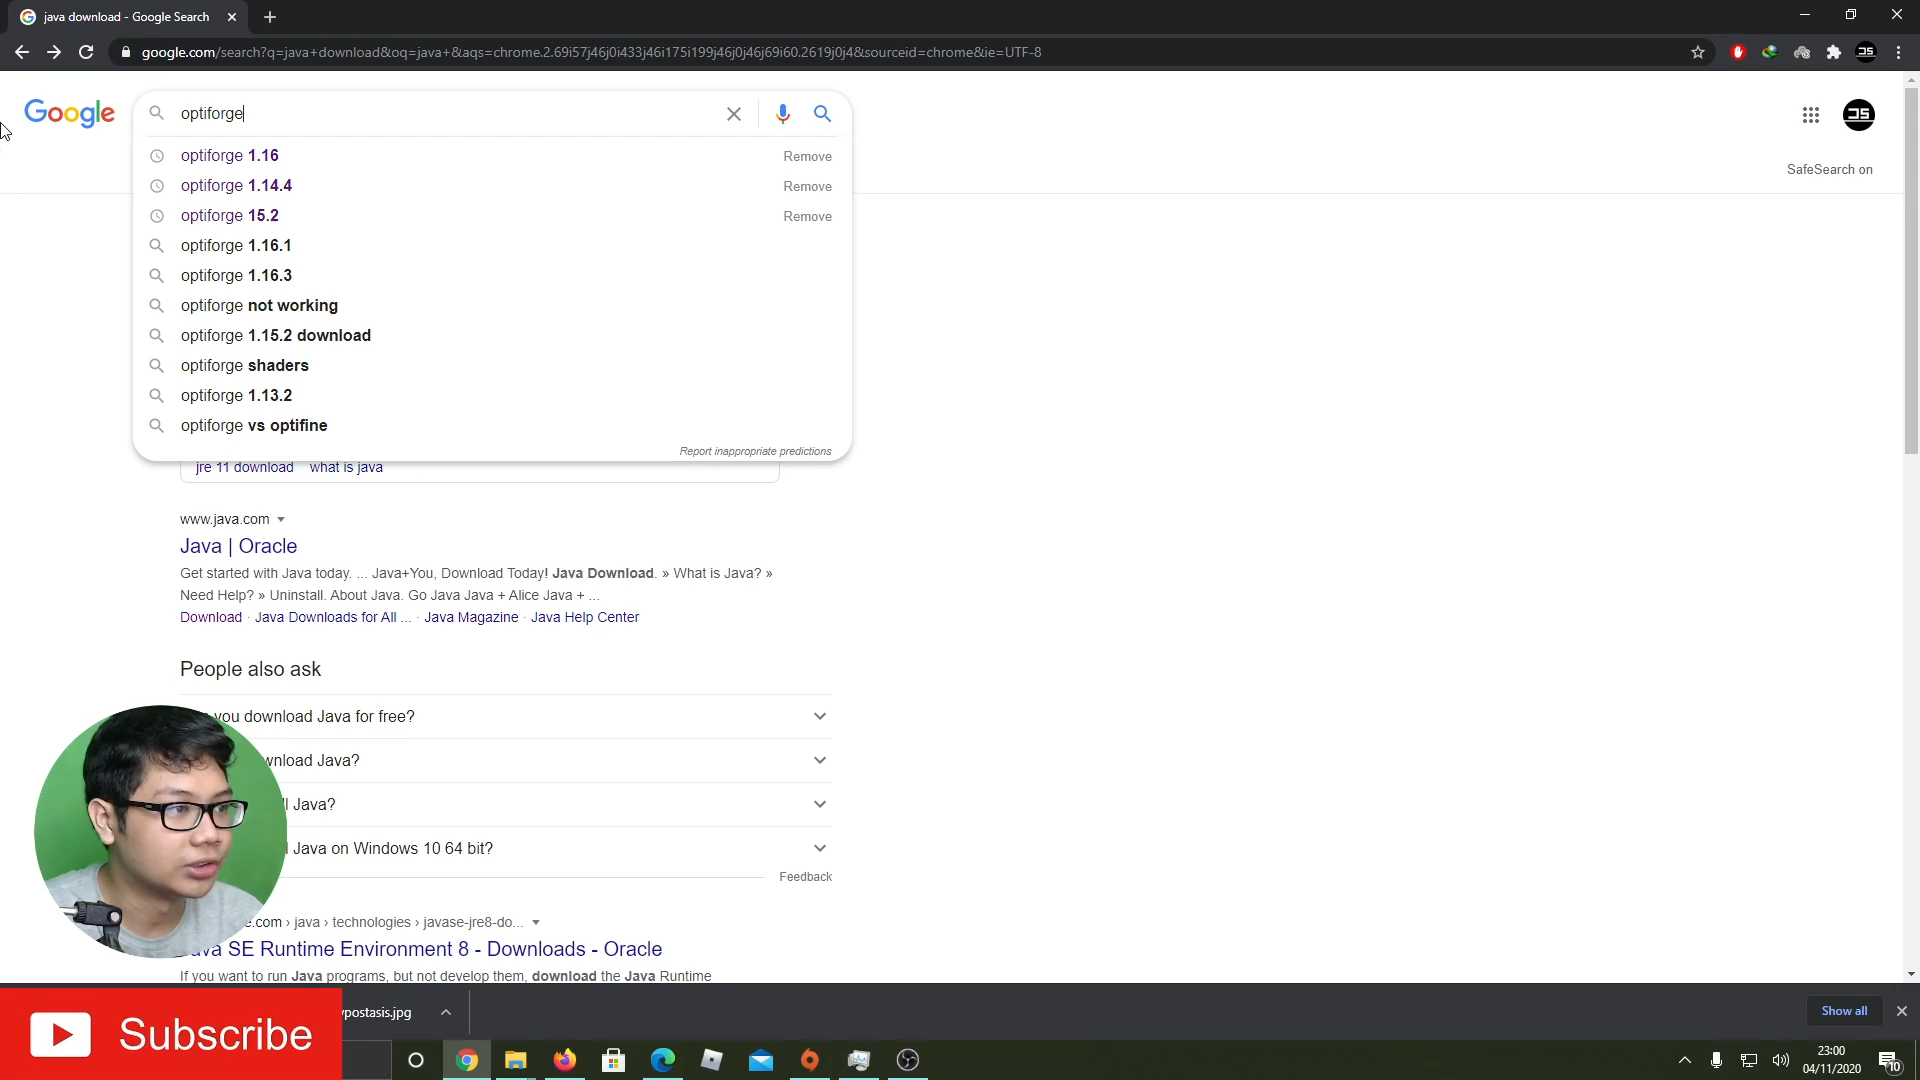 java download - Google Search
google.com/search?q=java+download&oq=java+&aqs=chrome.2.69i57j46j0i433j46i175i199j46j0j46j69i60.2619j0j4&sourceid=chrome&ie=UTF-8
Google
optiforge
optiforge 1.16 Remove
optiforge 1.14.4 Remove
optiforge 15.2 Remove
optiforge 1.16.1
optiforge 1.16.3
optiforge not working
optiforge 1.15.2 download
optiforge shaders
optiforge 1.13.2
optiforge vs optifine
Report inappropriate predictions
SafeSearch on
jre 11 download what is java
www.java.com
Java | Oracle
Get started with Java today. ... Java+You, Download Today! Java Download. » What is Java? »
Need Help? » Uninstall. About Java. Go Java Java + Alice Java + ...
Download · Java Downloads for All ... · Java Magazine · Java Help Center
People also ask
you download Java for free?
Java?
Java?
Java on Windows 10 64 bit?
Feedback
.com › java › technologies › javase-jre8-do...
Java SE Runtime Environment 8 - Downloads - Oracle
If you want to run Java programs, but not develop them, download the Java Runtime
Show all
Subscribe
23:00
04/11/2020
10